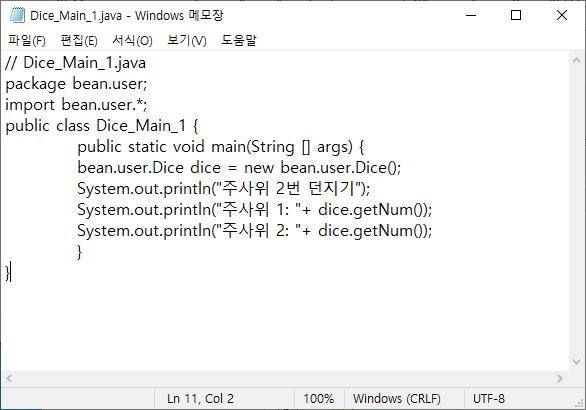 Dice_Main_1.java - Windows 메모장
파일(F) 편집(E) 서식(O) 보기(V) 도움말
// Dice_Main_1.java
package bean.user;
import bean.user.*;
public class Dice_Main_1 {
public static void main(String [] args) {
bean.user.Dice dice = new bean.user.Dice();
System.out.println("주사위 2번 던지기");
System.out.println("주사위 1: "+ dice.getNum());
System.out.println("주사위 2: "+ dice.getNum());
}
}
Ln 11, Col 2 100% Windows (CRLF) UTF-8